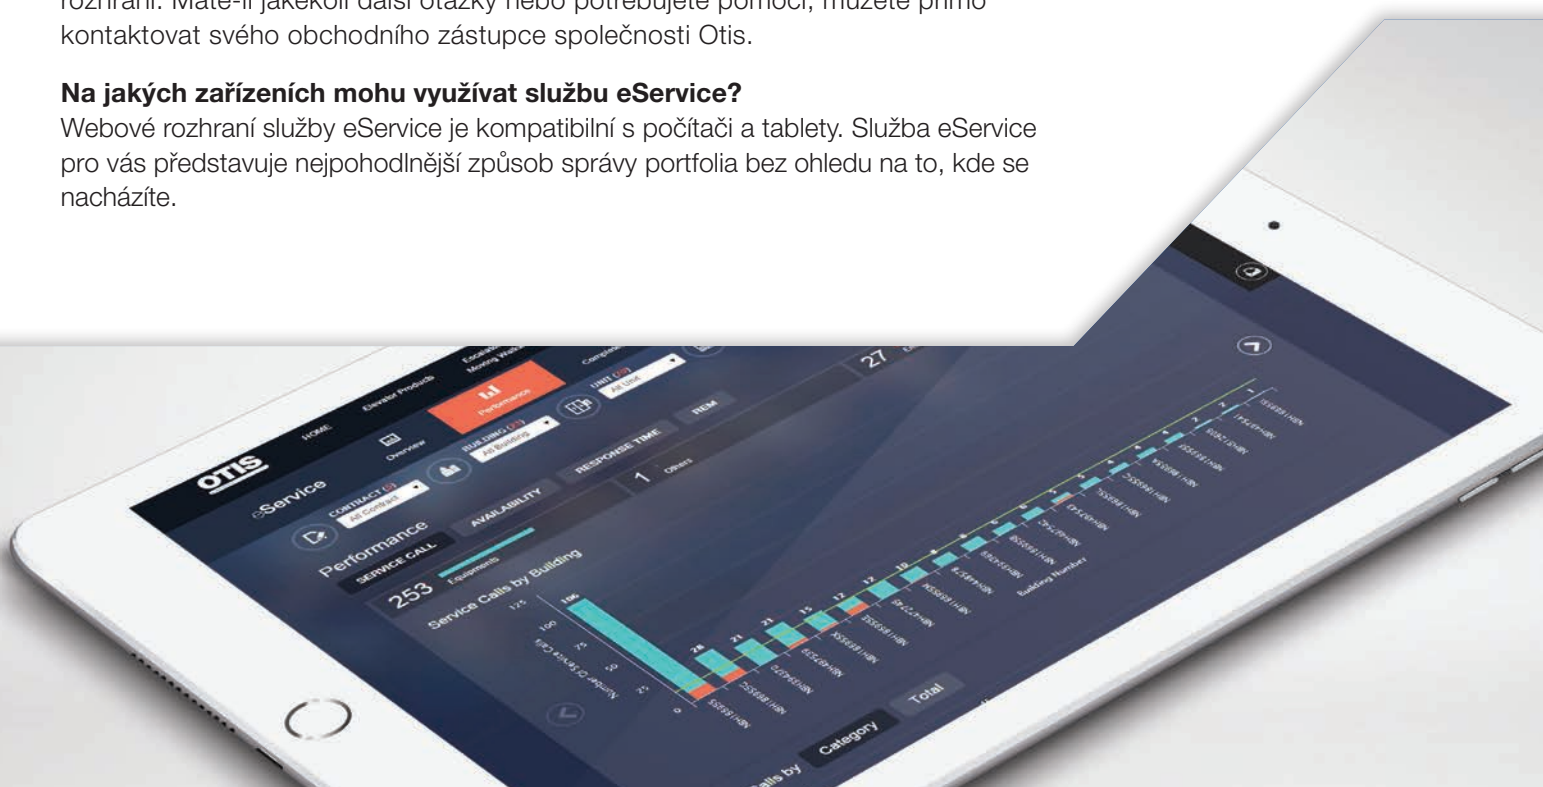 rozhraní. Máte-li jakékoli další otázky nebo potřebujete pomoci, můžete přímo
kontaktovat svého obchodního zástupce společnosti Otis.
Na jakých zařízeních mohu využívat službu eService?
Webové rozhraní služby eService je kompatibilní s počítači a tablety. Služba eService
pro vás představuje nejpohodlnější způsob správy portfolia bez ohledu na to, kde se
nacházíte.
OTIS
HOME
Elevator Products
Moving Walks
eService
Overview
Performance
CONTRACT
All Contract
BUILDING
All Building
UNIT
All Unit
Performance
SERVICE CALL
AVAILABILITY
RESPONSE TIME
REM
253
Equipments
1
Others
27
Service Calls by Building
Number Of Service Calls
125
100
75
50
25
0
106
28
21
21
15
12
12
10
8
Building Number
Calls by
Category
Total